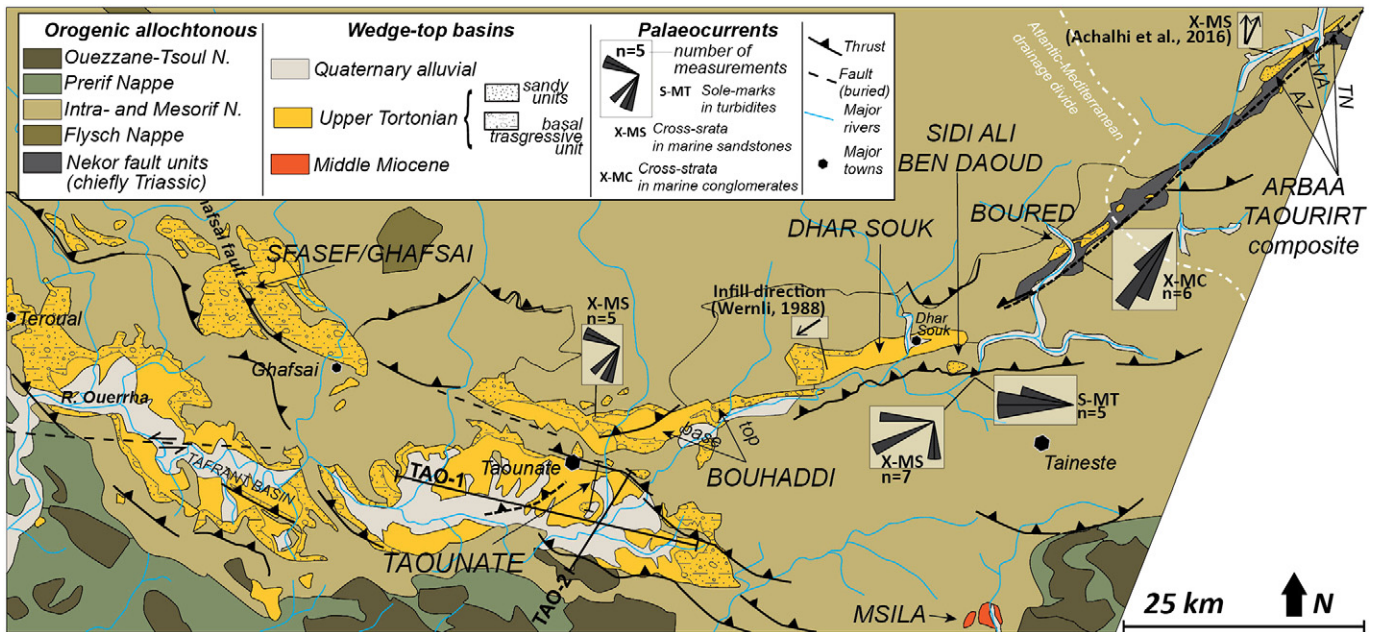 Orogenic allochtonous
Ouezzane-Tsoul N.
Prerif Nappe
Intra- and Mesorif N.
Flysch Nappe
Nekor fault units
(chiefly Triassic)
Wedge-top basins
Quaternary alluvial
Upper Tortonian
sandy
units
basal
trasgressive
unit
Middle Miocene
Palaeocurrents
n=5
number of
measurements
S-MT
Sole-marks
in turbidites
X-MS
Cross-srata
in marine sandstones
X-MC
Cross-strata
in marine conglomerates
Thrust
Fault
(buried)
Major
rivers
Major
towns
X-MS
(Achalhi et al., 2016)
Atlantic-Mediterranean
drainage divide
NA
AZ
TN
SIDI ALI
BEN DAOUD
ARBAA
TAOURIRT
composite
BOURED
DHAR SOUK
X-MC
n=6
hafsai fault
SFASEF/GHAFSAI
X-MS
n=5
Infill direction
(Wernli, 1988)
Dhar
Souk
Teroual
Ghafsai
R. Ouerrha
S-MT
n=5
base
top
X-MS
n=7
Taineste
TAFRANT BASIN
TAO-1
Taounate
BOUHADDI
TAOUNATE
TAO-2
MSILA
25 km
N